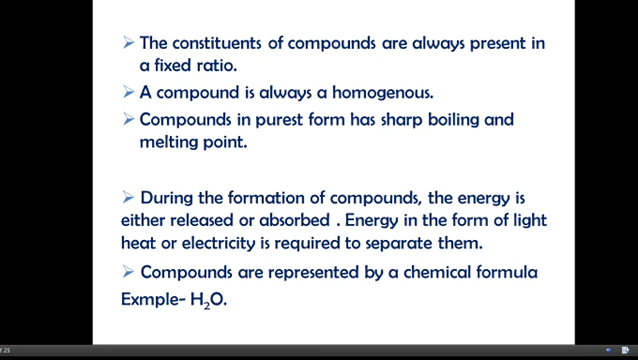 ➢ The constituents of compounds are always present in
a fixed ratio.
➢ A compound is always a homogenous.
➢ Compounds in purest form has sharp boiling and
melting point.
➢ During the formation of compounds, the energy is
either released or absorbed . Energy in the form of light
heat or electricity is required to separate them.
➢ Compounds are represented by a chemical formula
Exmple- H₂O.
of 25